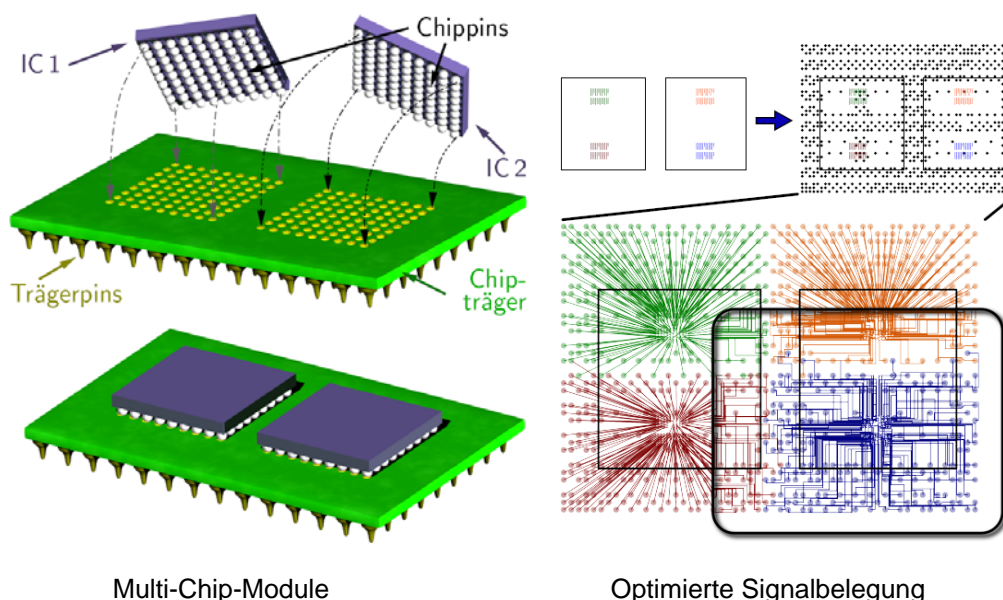 IC 1
Chippins
IC 2
Trägerpins
Chip-
träger
Multi-Chip-Module
Optimierte Signalbelegung